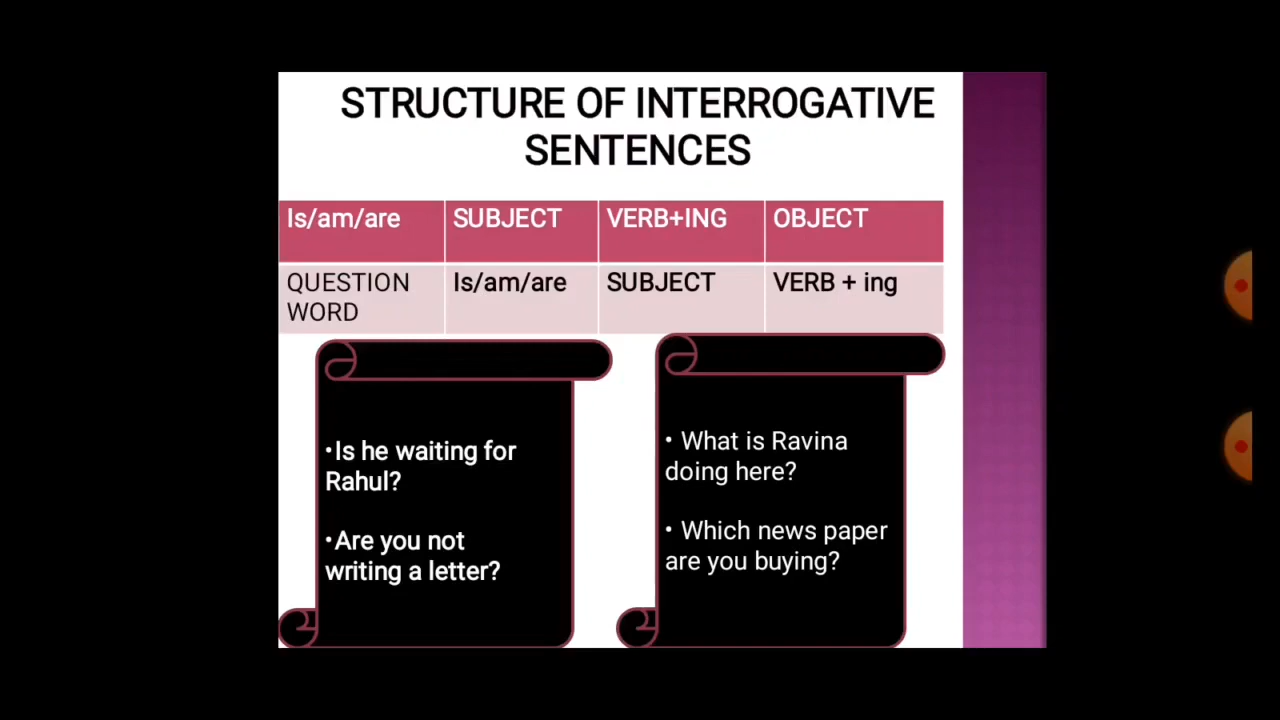 STRUCTURE OF INTERROGATIVE
SENTENCES
Is/am/are SUBJECT VERB+ING OBJECT
QUESTION WORD Is/am/are SUBJECT VERB + ing
•Is he waiting for
Rahul?
•Are you not
writing a letter?
• What is Ravina
doing here?
• Which news paper
are you buying?